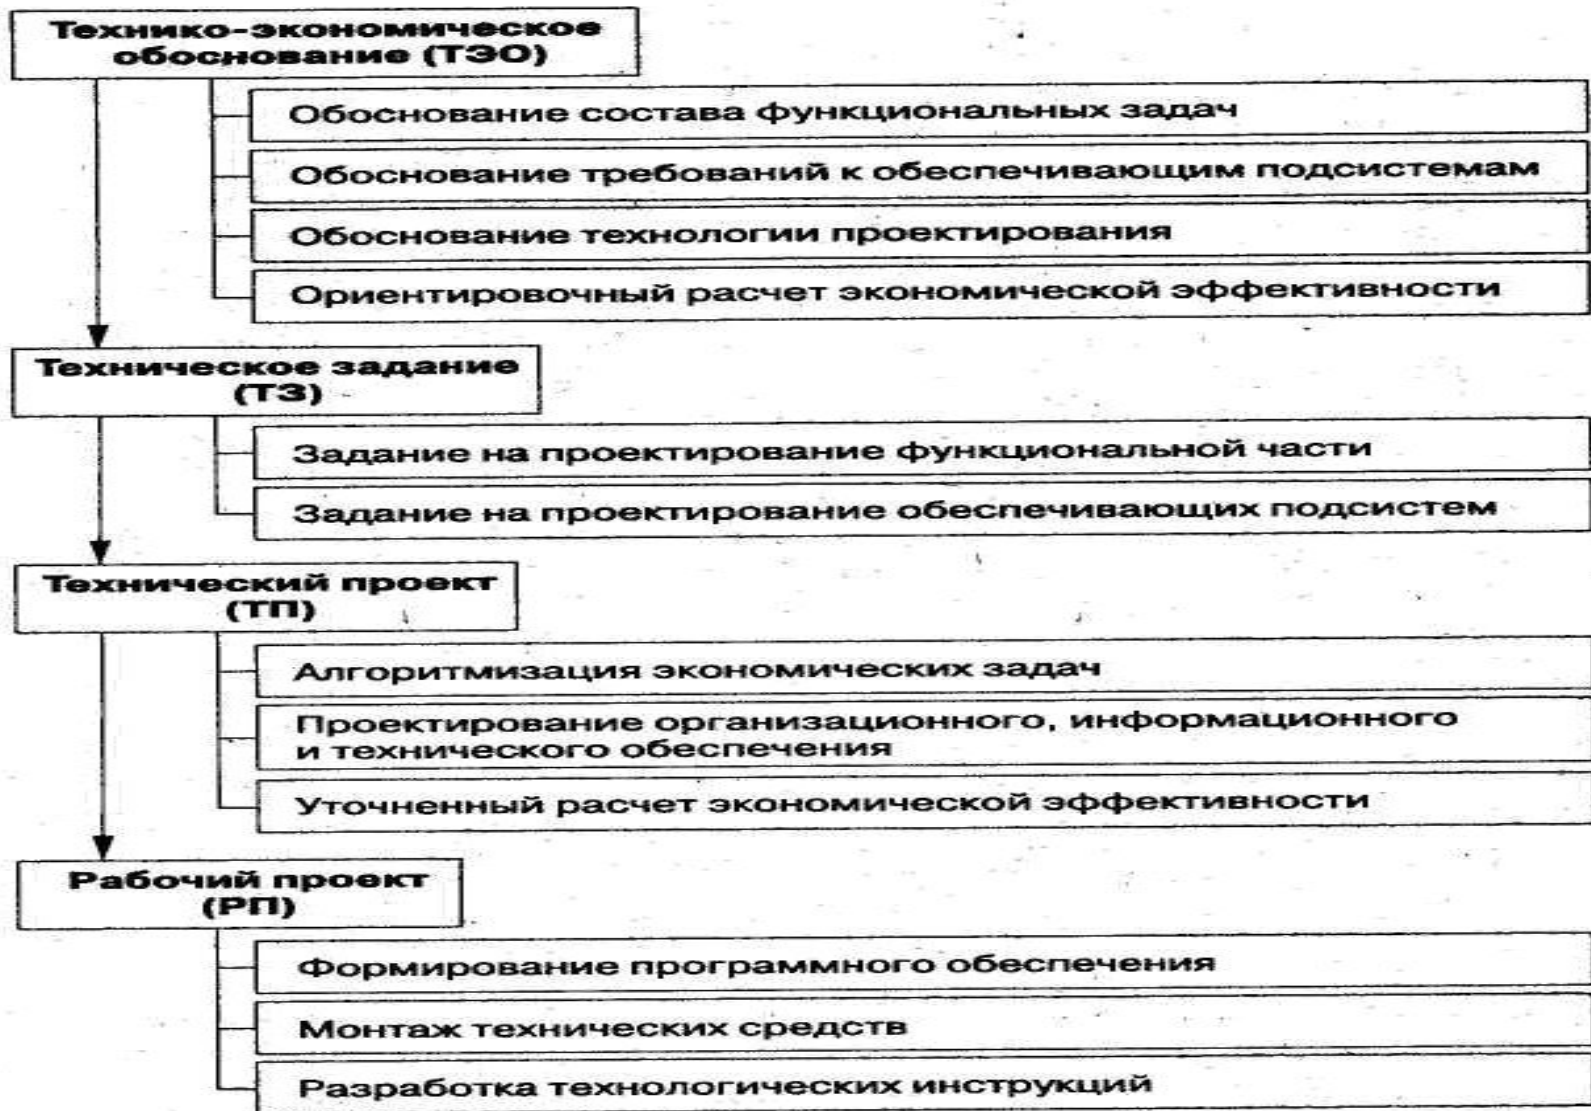 Технико-экономическое
обоснование (ТЭО)
Обоснование состава функциональных задач
Обоснование требований к обеспечивающим подсистемам
Обоснование технологии проектирования
Ориентировочный расчет экономической эффективности
Техническое задание
(ТЗ)
Задание на проектирование функциональной части
Задание на проектирование обеспечивающих подсистем
Технический проект
(ТП)
Алгоритмизация экономических задач
Проектирование организационного, информационного
и технического обеспечения
Уточненный расчет экономической эффективности
Рабочий проект
(РП)
Формирование программного обеспечения
Монтаж технических средств
Разработка технологических инструкций